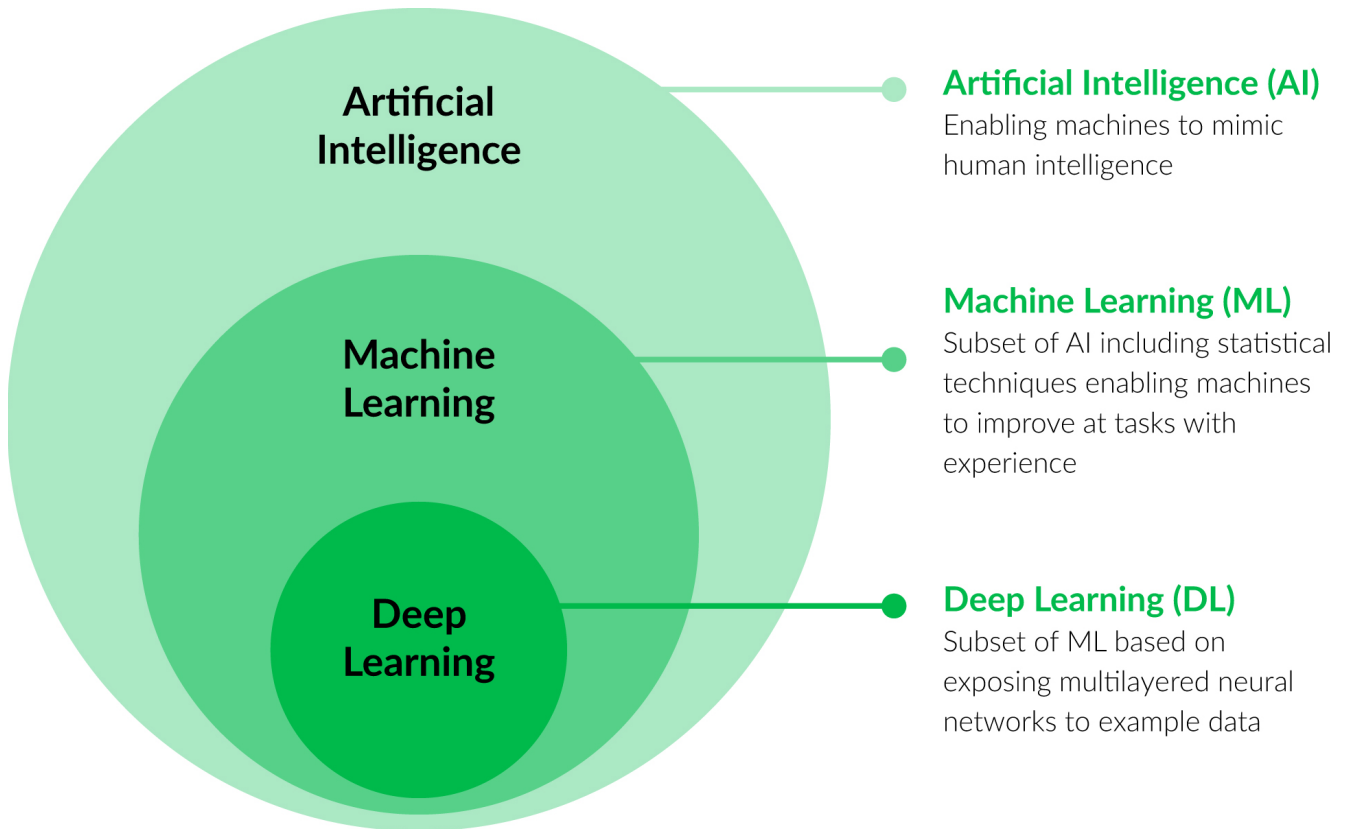 Artificial
Intelligence
Machine
Learning
Deep
Learning
Artificial Intelligence (AI)
Enabling machines to mimic
human intelligence
Machine Learning (ML)
Subset of AI including statistical
techniques enabling machines
to improve at tasks with
experience
Deep Learning (DL)
Subset of ML based on
exposing multilayered neural
networks to example data